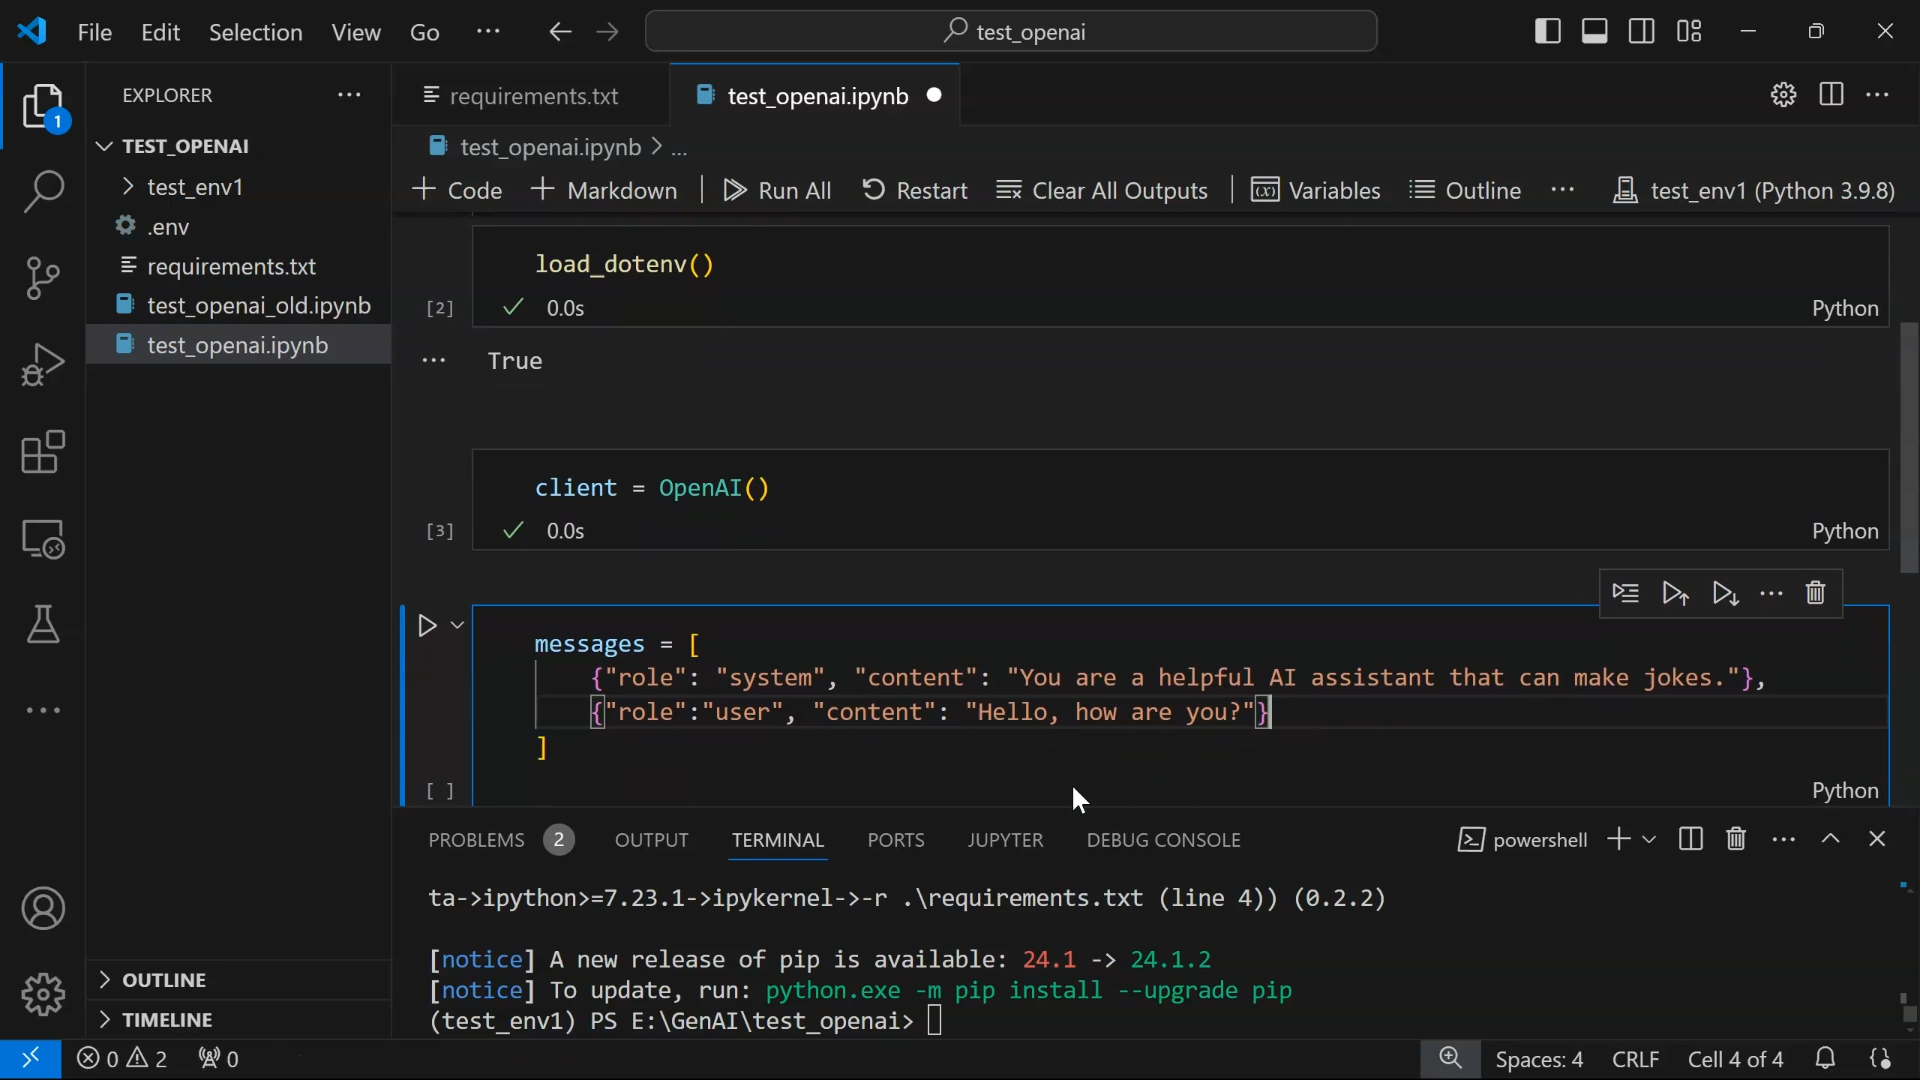 File Edit Selection View Go ··· test_openai
EXPLORER ···
requirements.txt
test_openai.ipynb
1
TEST_OPENAI
test_openai.ipynb > ...
test_env1
Code
Markdown
Run All
Restart
Clear All Outputs
Variables
Outline
···
test_env1 (Python 3.9.8)
.env
requirements.txt
test_openai_old.ipynb
test_openai.ipynb
load_dotenv()
[2] 0.0s Python
True
client = OpenAI()
[3] 0.0s Python
messages = [
{"role": "system", "content": "You are a helpful AI assistant that can make jokes."},
{"role":"user", "content": "Hello, how are you?"}
]
[ ] Python
PROBLEMS 2 OUTPUT TERMINAL PORTS JUPYTER DEBUG CONSOLE powershell
ta->ipython>=7.23.1->ipykernel->-r .\requirements.txt (line 4)) (0.2.2)
[notice] A new release of pip is available: 24.1 -> 24.1.2
[notice] To update, run: python.exe -m pip install --upgrade pip
(test_env1) PS E:\GenAI\test_openai>
OUTLINE
TIMELINE
0 2 0 Spaces: 4 CRLF Cell 4 of 4